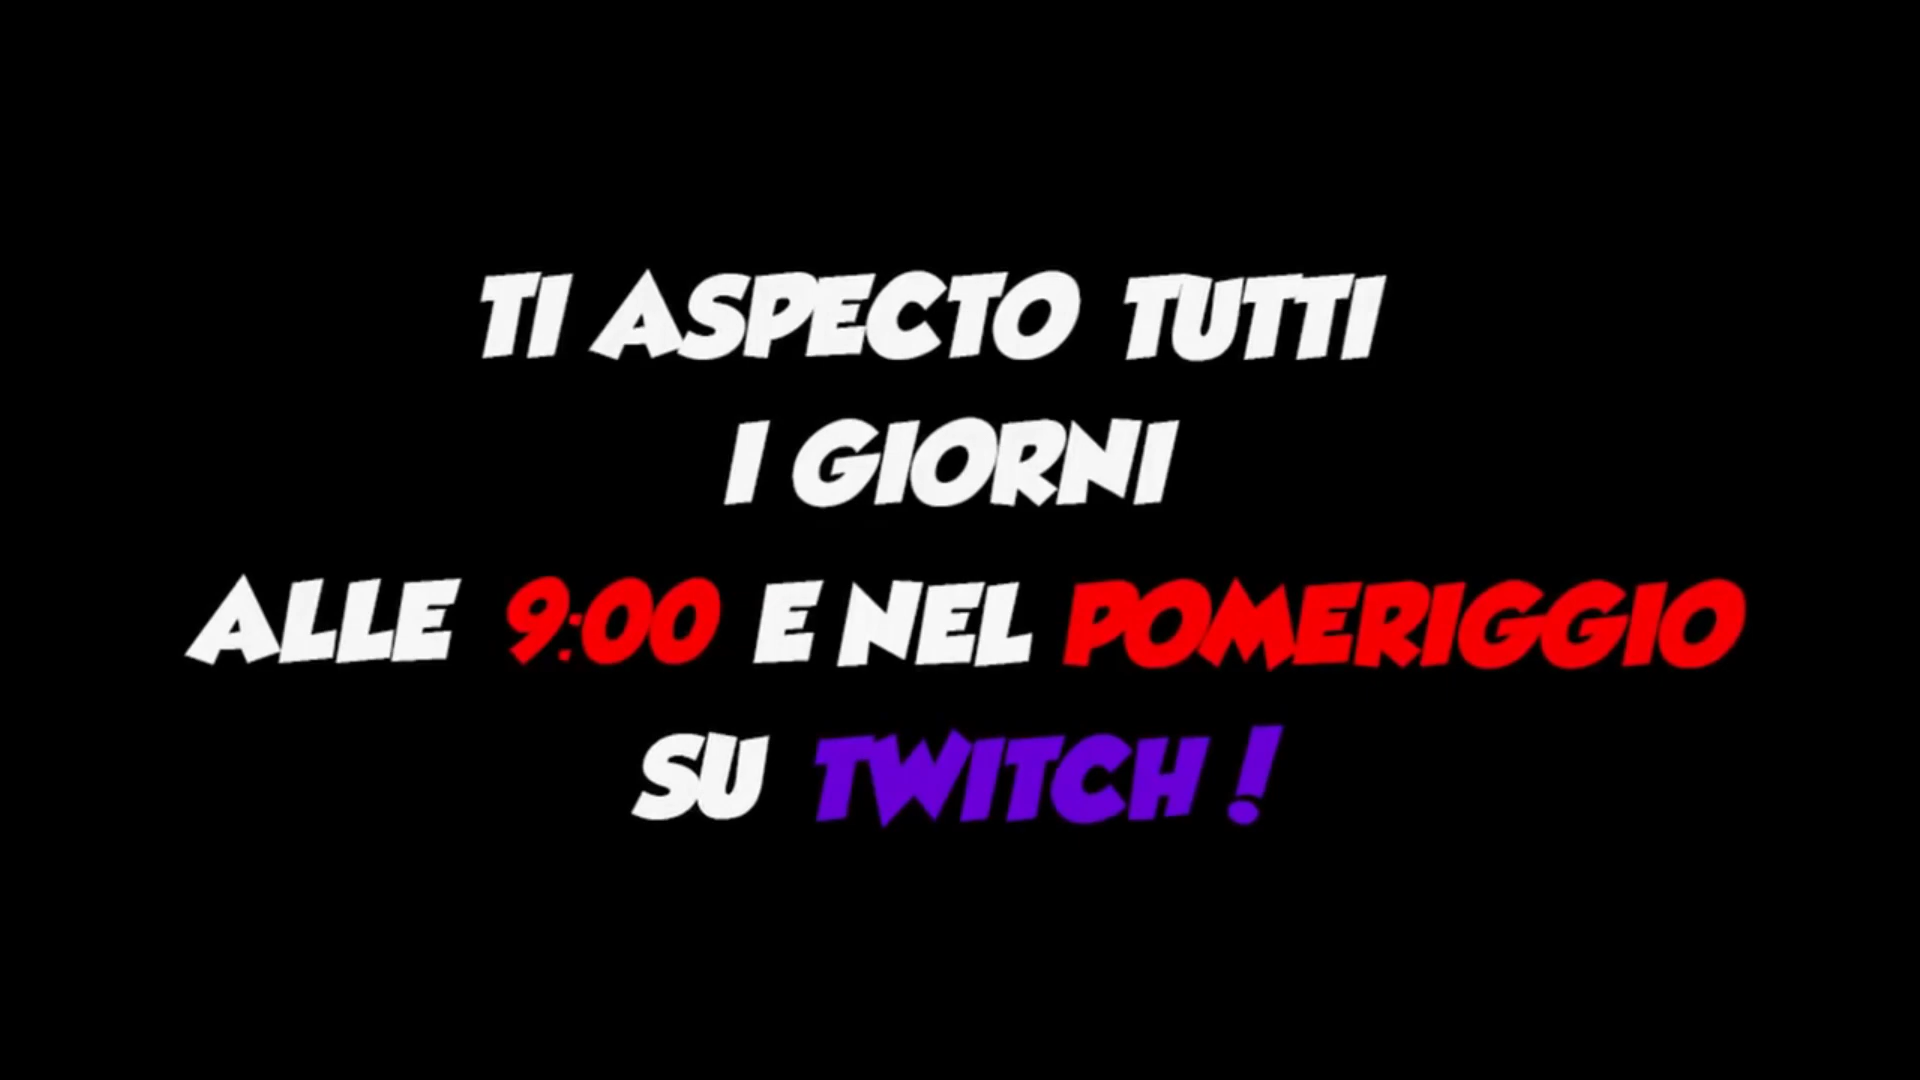 TI ASPECTO TUTTI
I GIORNI
ALLE 9:00 E NEL POMERIGGIO
SU TWITCH!